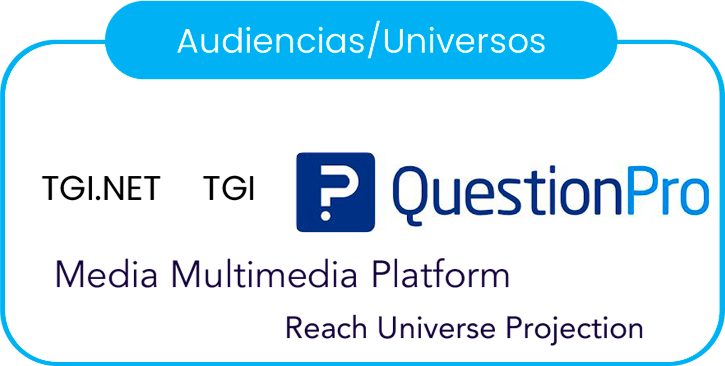 Audiencias/Universos
TGI.NET TGI QuestionPro
Media Multimedia Platform
Reach Universe Projection